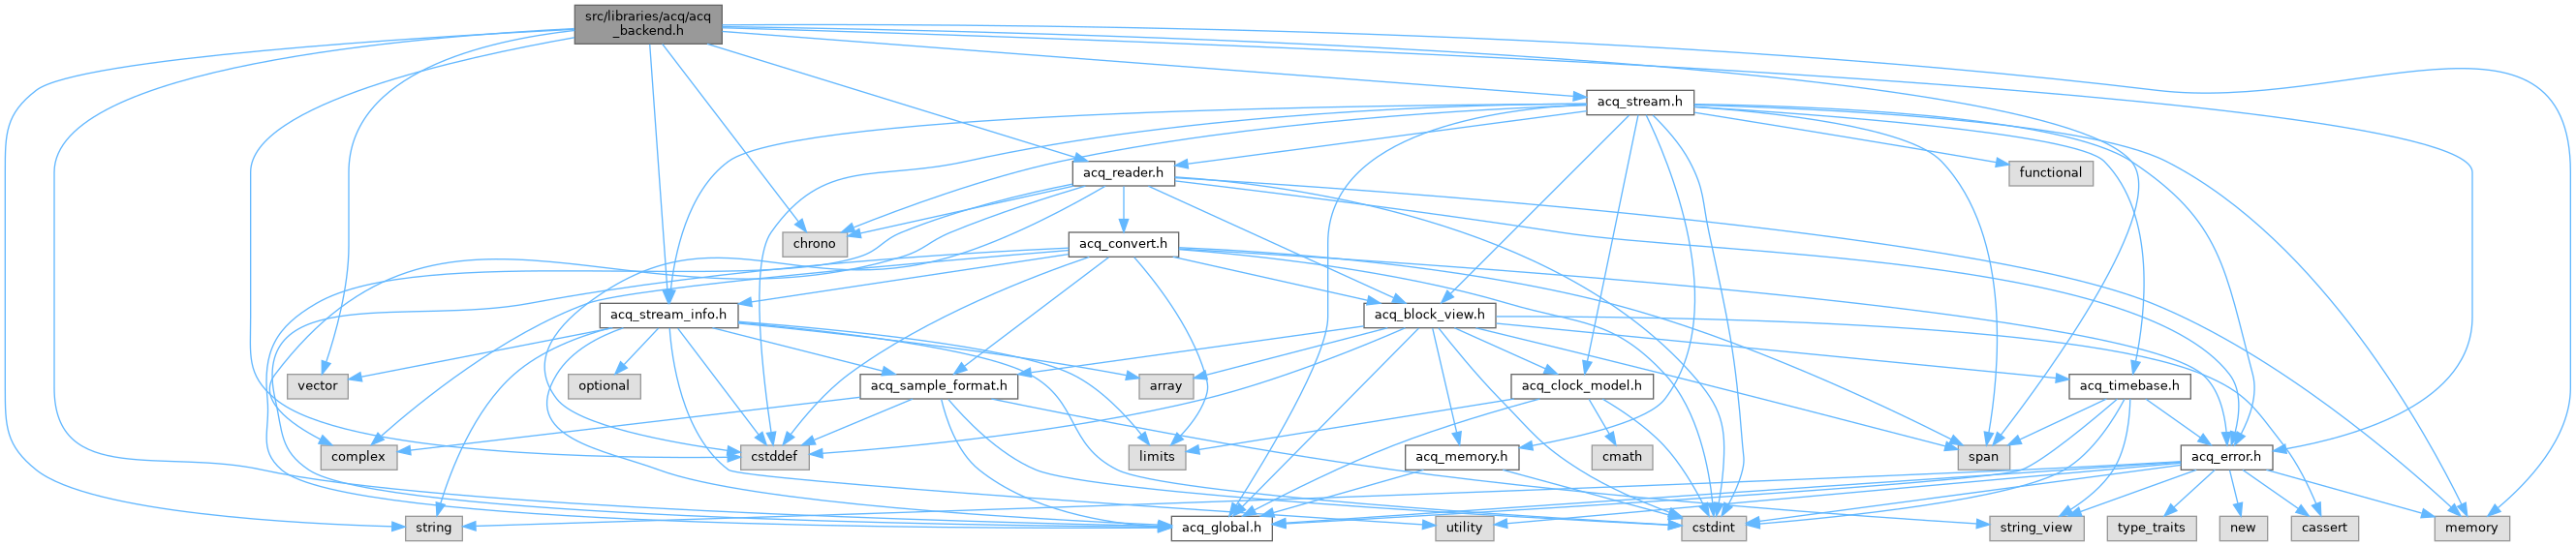 src/libraries/acq/acq
_backend.h
acq_stream.h
acq_reader.h
functional
chrono
acq_convert.h
acq_stream_info.h
acq_block_view.h
vector
optional
acq_sample_format.h
array
acq_clock_model.h
acq_timebase.h
complex
cstddef
limits
acq_memory.h
cmath
span
acq_error.h
string
acq_global.h
utility
cstdint
string_view
type_traits
new
cassert
memory